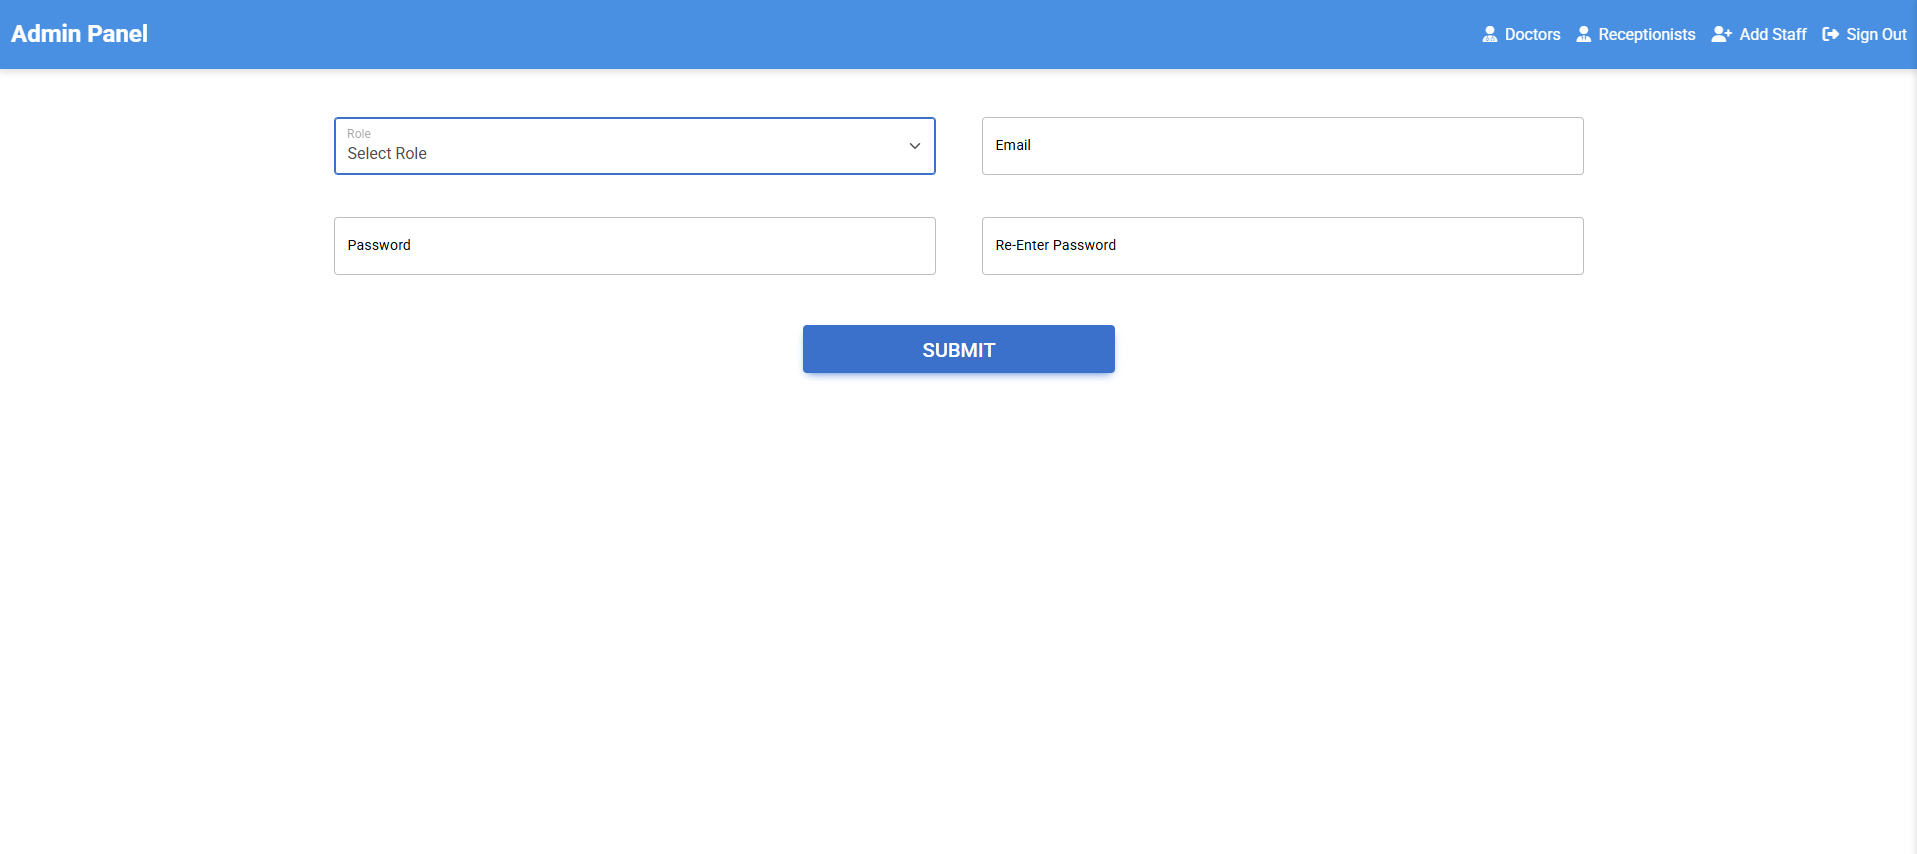 Admin Panel
Doctors
Receptionists
Add Staff
Sign Out
Role
Select Role
Email
Password
Re-Enter Password
SUBMIT